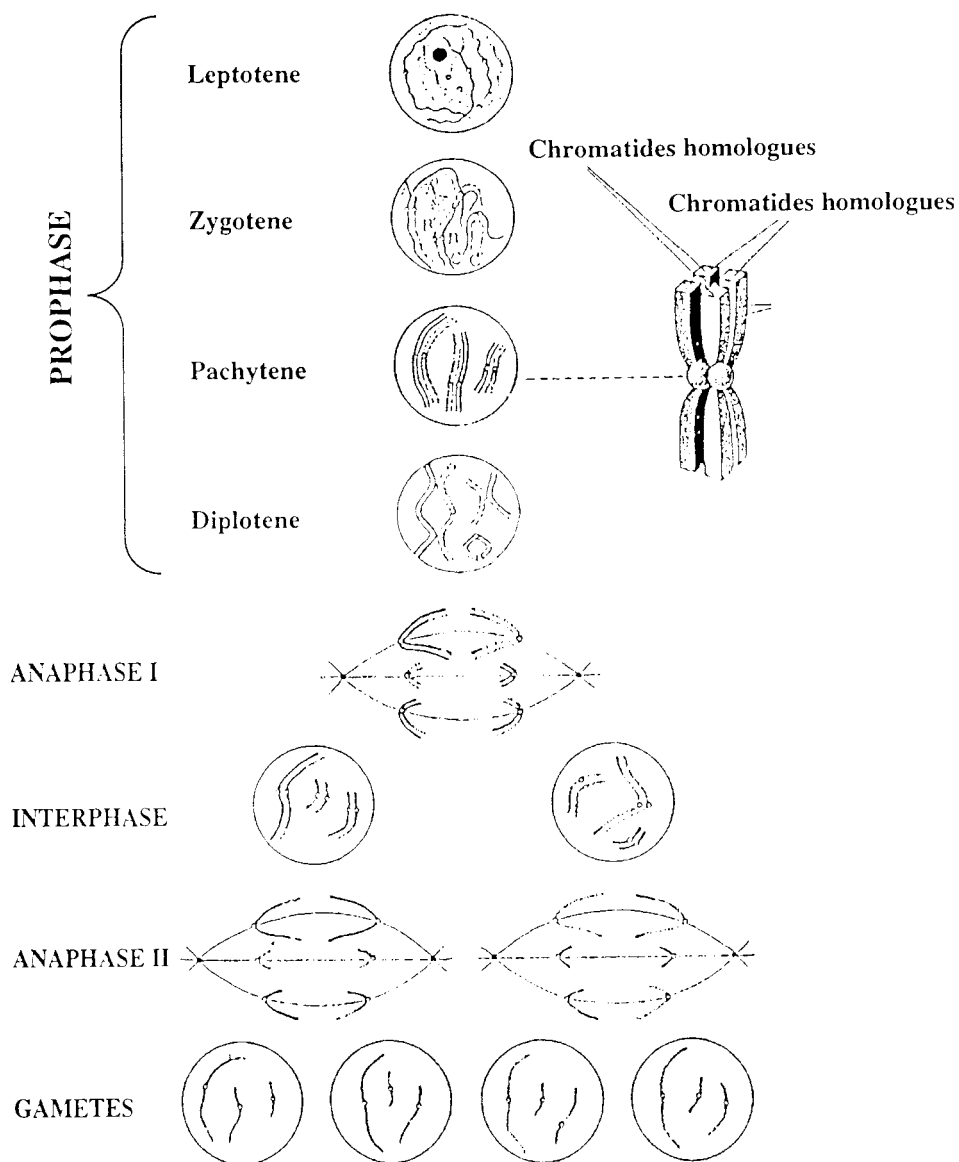 Leptotene
Chromatides homologues
Chromatides homologues
Zygotene
PROPHASE
Pachytene
Diplotene
ANAPHASE I
INTERPHASE
ANAPHASE II
GAMETES